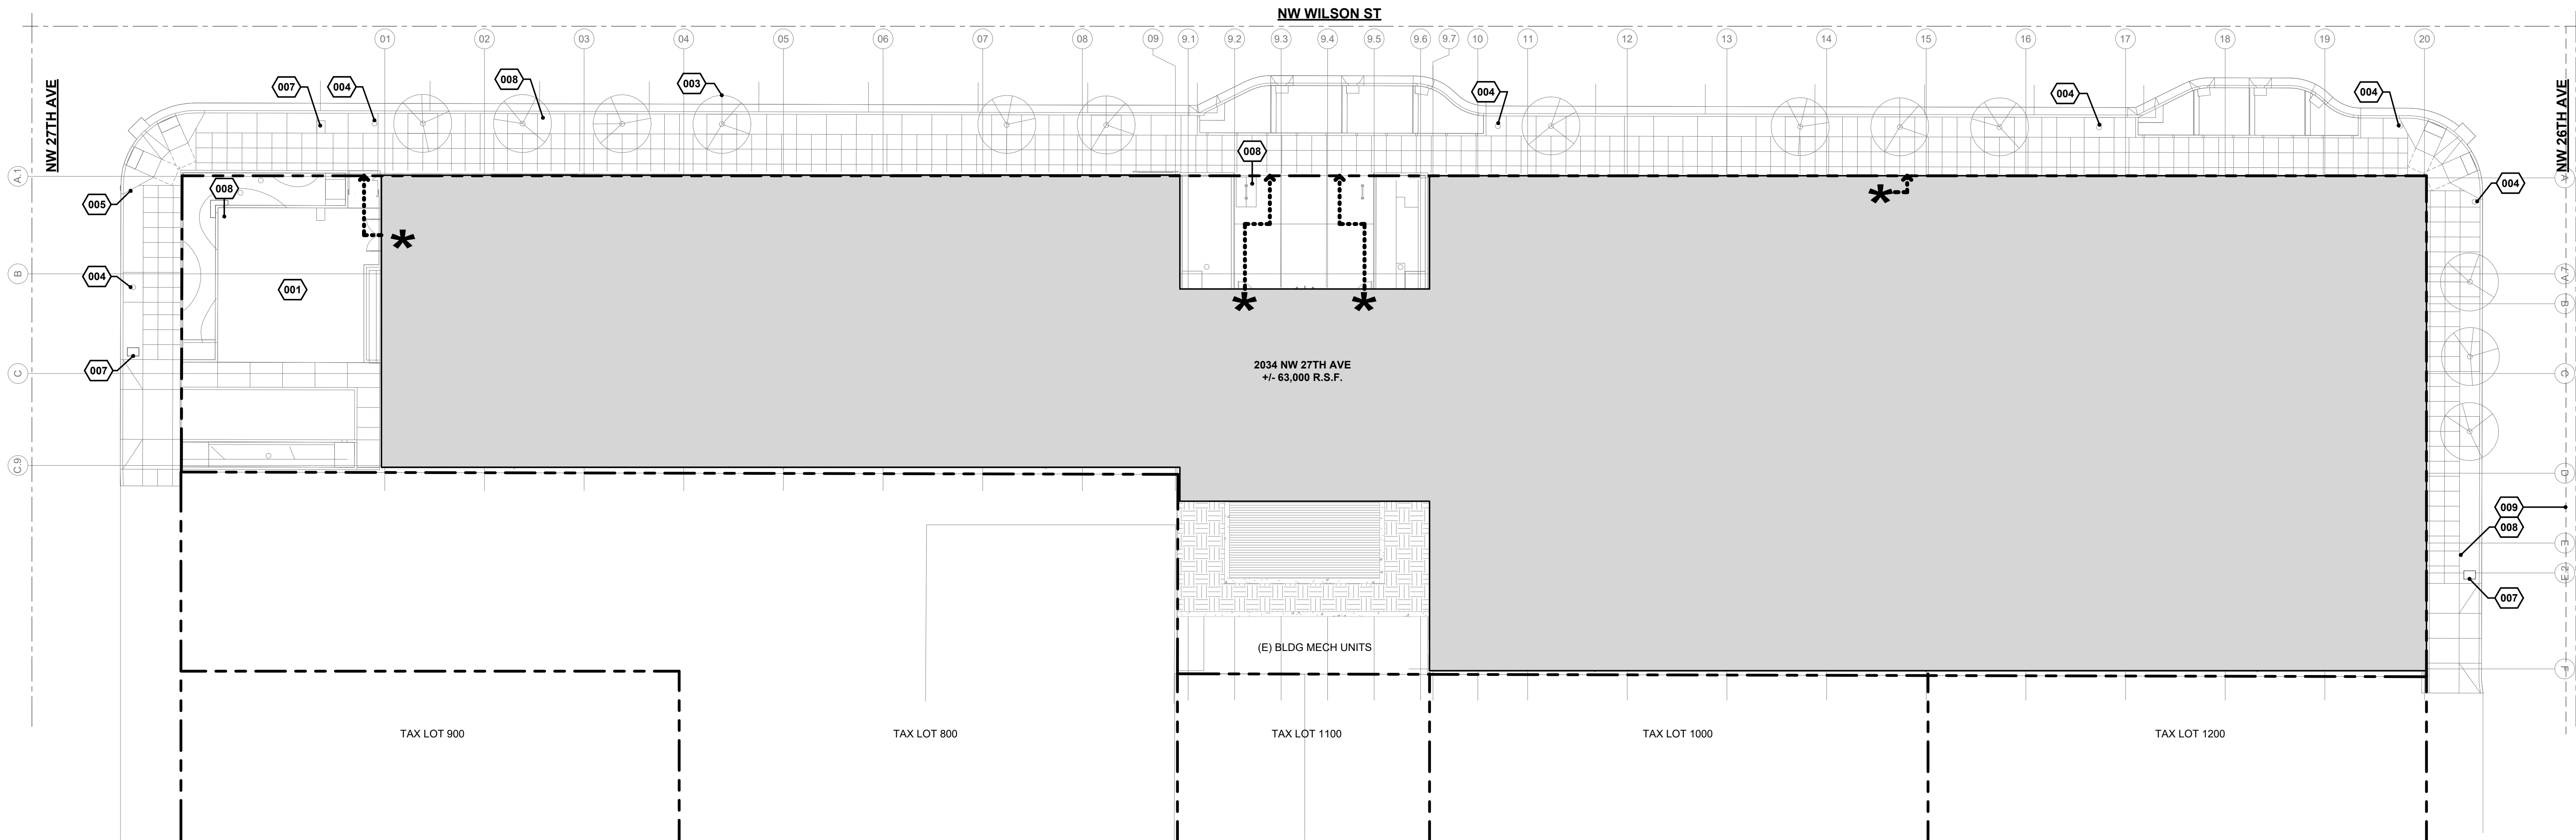 NW WILSON ST
01 02 03 04 05 06 07 08 09 9.1 9.2 9.3 9.4 9.5 9.6 9.7 10 11 12 13 14 15 16 17 18 19 20
NW 27TH AVE
NW 26TH AVE
007
004
008
003
004
004
004
008
A.1
A
008
005
004
004
001
B
A.7
B
007
C
C
2034 NW 27TH AVE
+/- 63,000 R.S.F.
C.9
D
009
008
E
E.2
007
(E) BLDG MECH UNITS
F
TAX LOT 900
TAX LOT 800
TAX LOT 1100
TAX LOT 1000
TAX LOT 1200